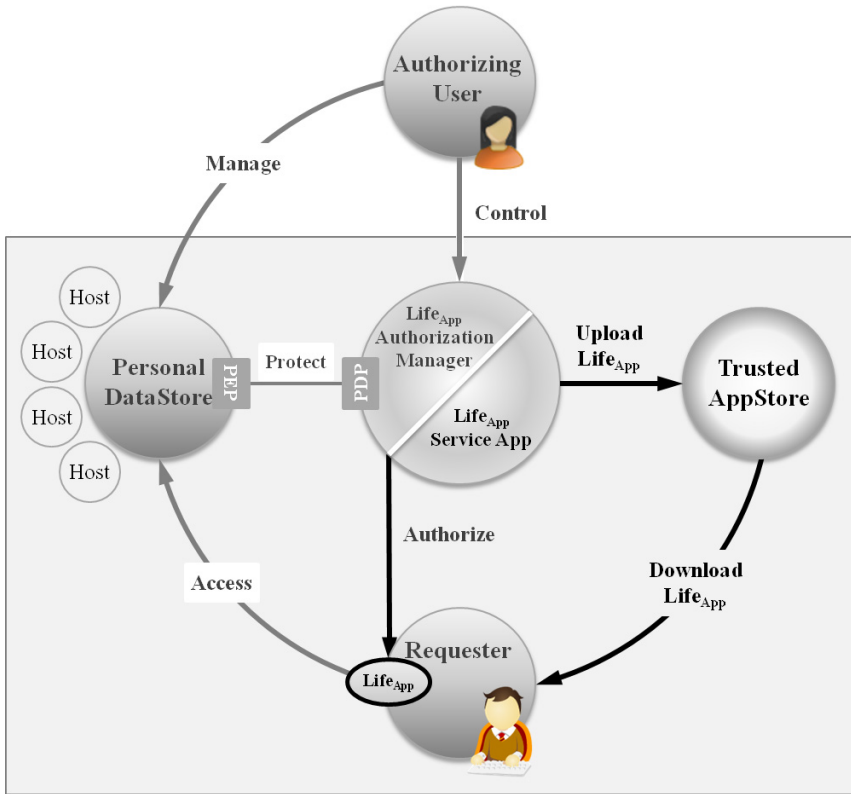 Authorizing
User
Manage
Control
Host
Host
Host
Host
Personal
DataStore
PEP
Protect
PDP
LifeApp
Authorization
Manager
LifeApp
Service App
Upload
LifeApp
Trusted
AppStore
Authorize
Access
Download
LifeApp
Requester
LifeApp